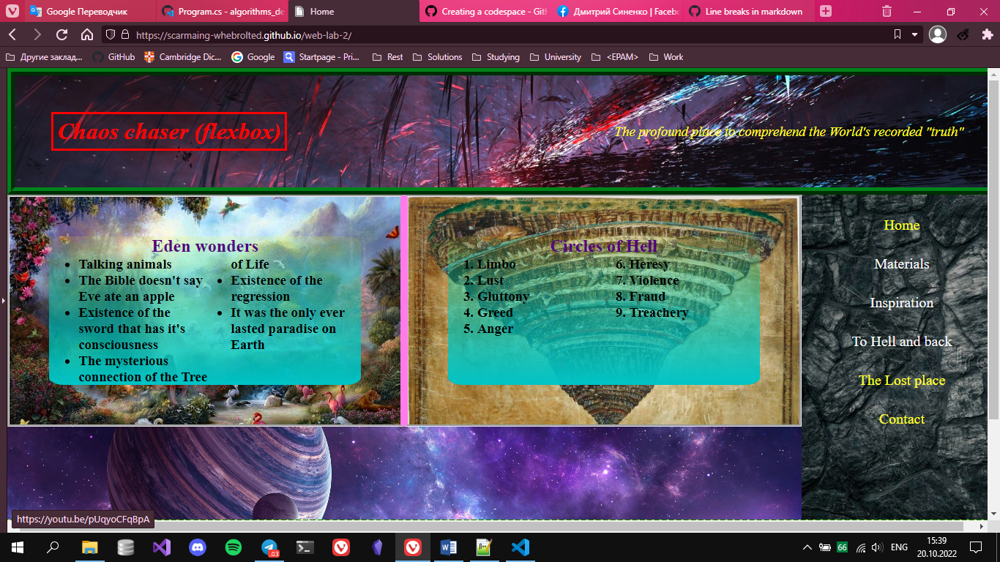 Google Переводчик
Program.cs - algorithms_de
Home
Creating a codespace - GitH
Дмитрий Синенко | Facebo
Line breaks in markdown
https://scarmaing-whebrolted.github.io/web-lab-2/
Другие заклад...
GitHub
Cambridge Dic...
Google
Startpage - Pri...
Rest
Solutions
Studying
University
<EPAM>
Work
Chaos chaser (flexbox)
The profound place to comprehend the World's recorded "truth"
Eden wonders
• Talking animals
• The Bible doesn't say
Eve ate an apple
• Existence of the
sword that has it's
consciousness
• The mysterious
connection of the Tree
of Life
• Existence of the
regression
• It was the only ever
lasted paradise on
Earth
Circles of Hell
1. Limbo
2. Lust
3. Gluttony
4. Greed
5. Anger
6. Heresy
7. Violence
8. Fraud
9. Treachery
Home
Materials
Inspiration
To Hell and back
The Lost place
Contact
https://youtu.be/pUqyoCFqBpA
.03
66
ENG
15:39
20.10.2022